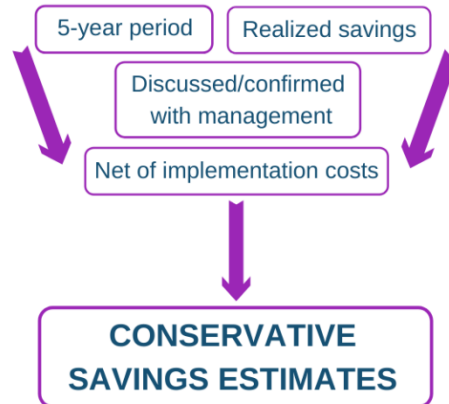 5-year period
Realized savings
Discussed/confirmed
with management
Net of implementation costs
CONSERVATIVE
SAVINGS ESTIMATES